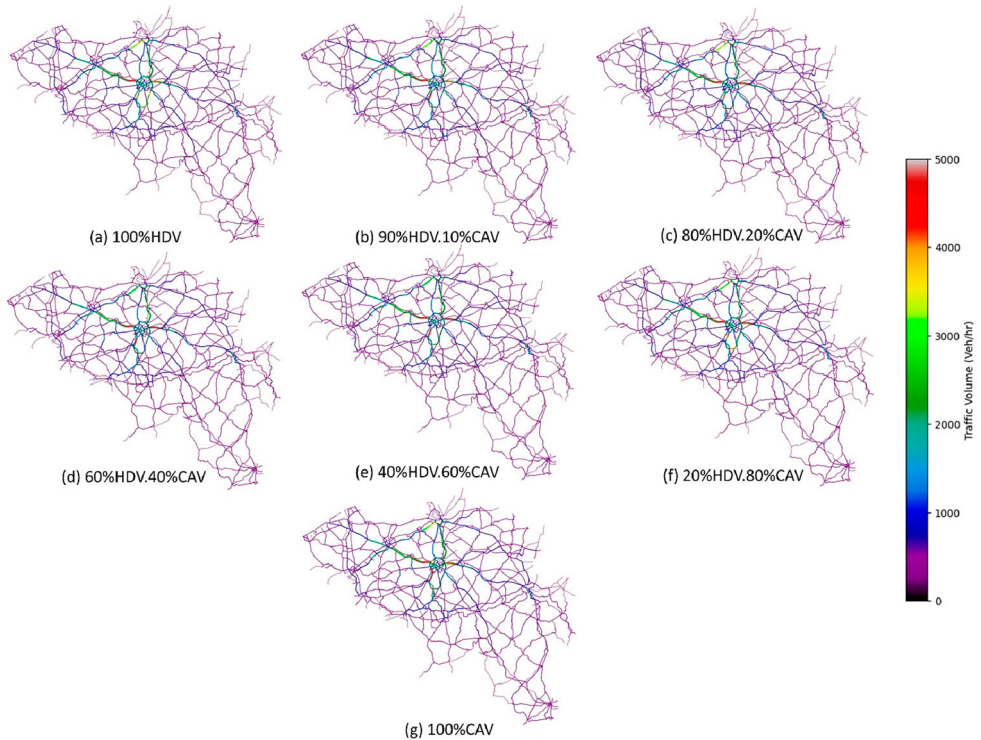 (a) 100%HDV
(b) 90%HDV.10%CAV
(c) 80%HDV.20%CAV
(d) 60%HDV.40%CAV
(e) 40%HDV.60%CAV
(f) 20%HDV.80%CAV
(g) 100%CAV
5000
4000
3000
2000
1000
0
Traffic Volume (Veh/hr)